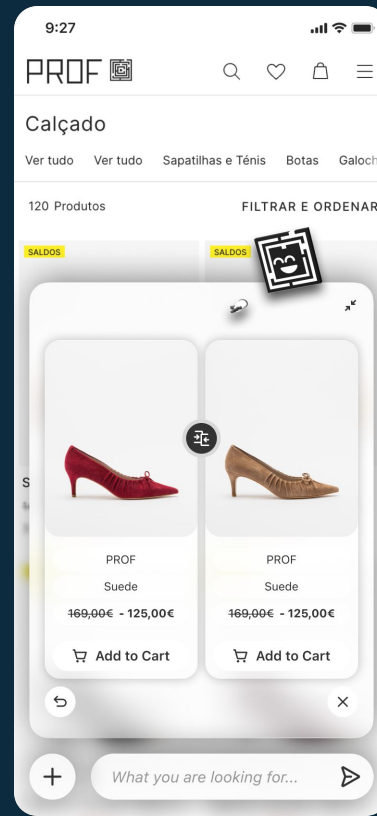 9:27
PROF
Calçado
Ver tudo Ver tudo Sapatilhas e Ténis Botas Galoch
120 Produtos FILTRAR E ORDENAR
SALDOS SALDOS
S
PROF PROF
Suede Suede
169,00€ - 125,00€ 169,00€ - 125,00€
Add to Cart Add to Cart
What you are looking for...